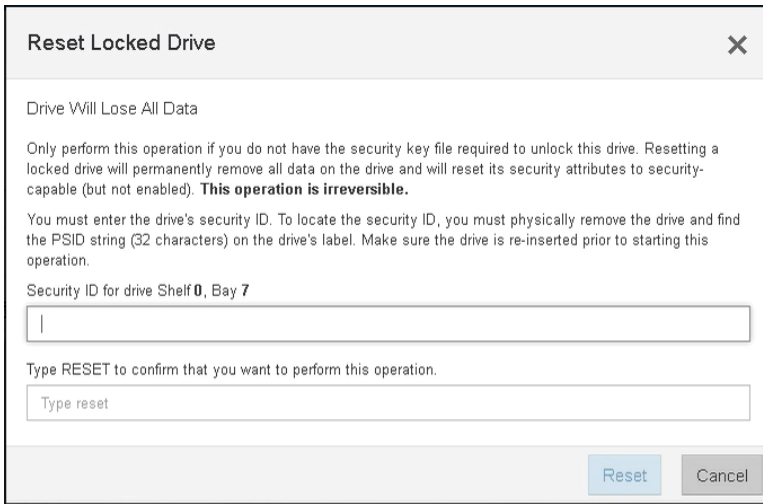 Reset Locked Drive
Drive Will Lose All Data
Only perform this operation if you do not have the security key file required to unlock this drive. Resetting a
locked drive will permanently remove all data on the drive and will reset its security attributes to security-
capable (but not enabled). This operation is irreversible.
You must enter the drive's security ID. To locate the security ID, you must physically remove the drive and find
the PSID string (32 characters) on the drive's label. Make sure the drive is re-inserted prior to starting this
operation.
Security ID for drive Shelf 0, Bay 7
Type RESET to confirm that you want to perform this operation.
Type reset
Reset Cancel